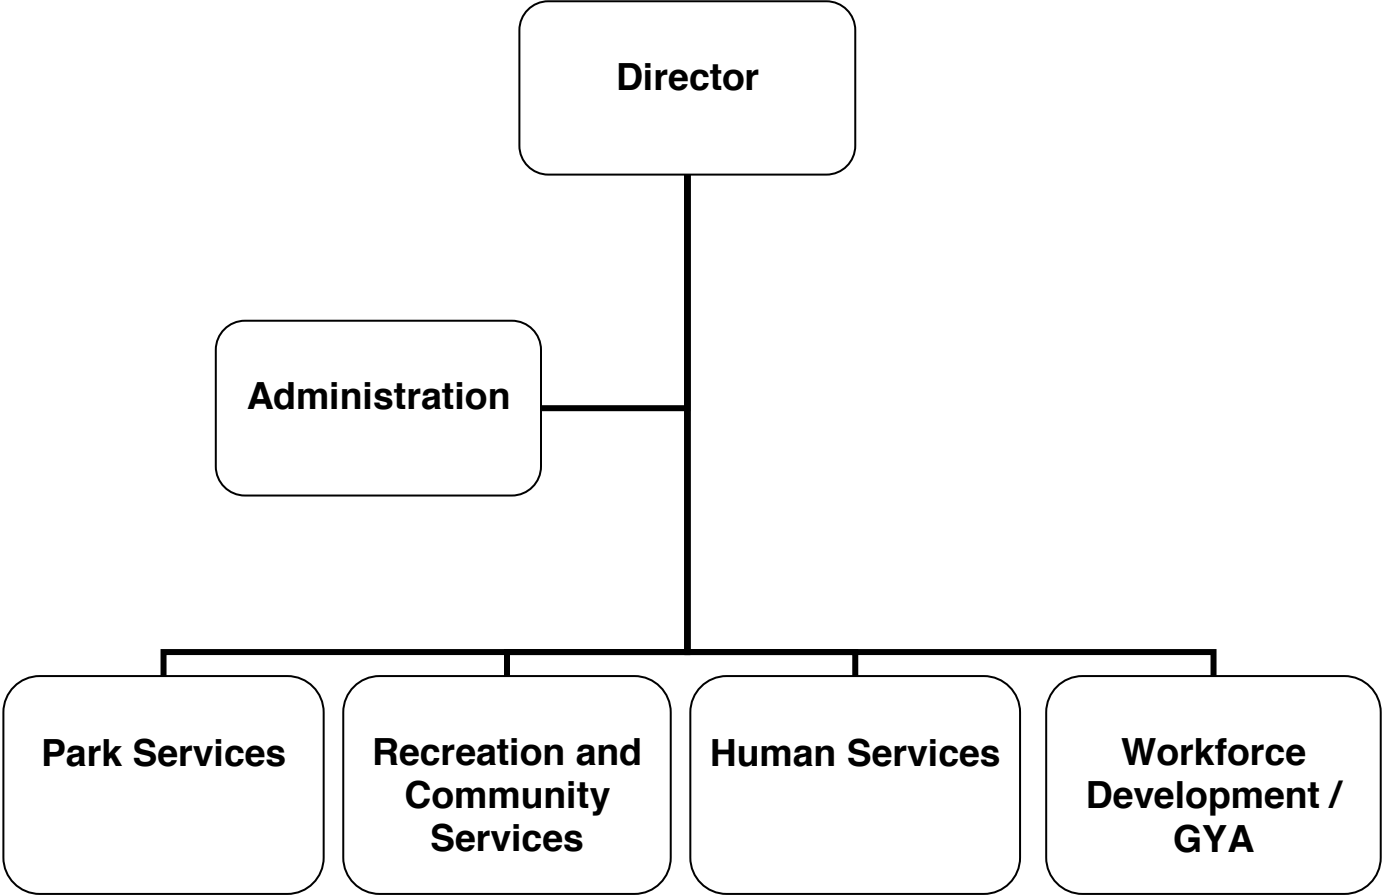 Director
Administration
Park Services
Recreation and
Community
Services
Human Services
Workforce
Development /
GYA